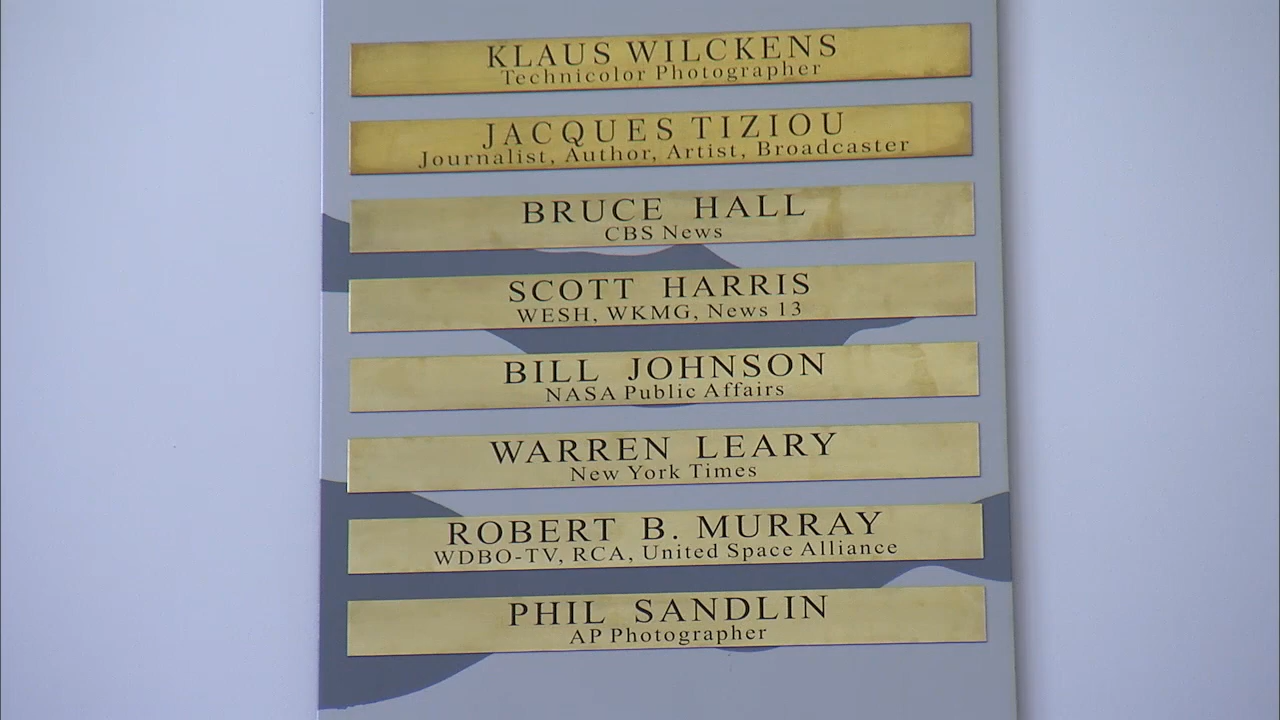 KLAUS WILCKENS
Technicolor Photographer
JACQUES TIZIOU
Journalist, Author, Artist, Broadcaster
BRUCE HALL
CBS News
SCOTT HARRIS
WESH, WKMG, News 13
BILL JOHNSON
NASA Public Affairs
WARREN LEARY
New York Times
ROBERT B. MURRAY
WDBO-TV, RCA, United Space Alliance
PHIL SANDLIN
AP Photographer